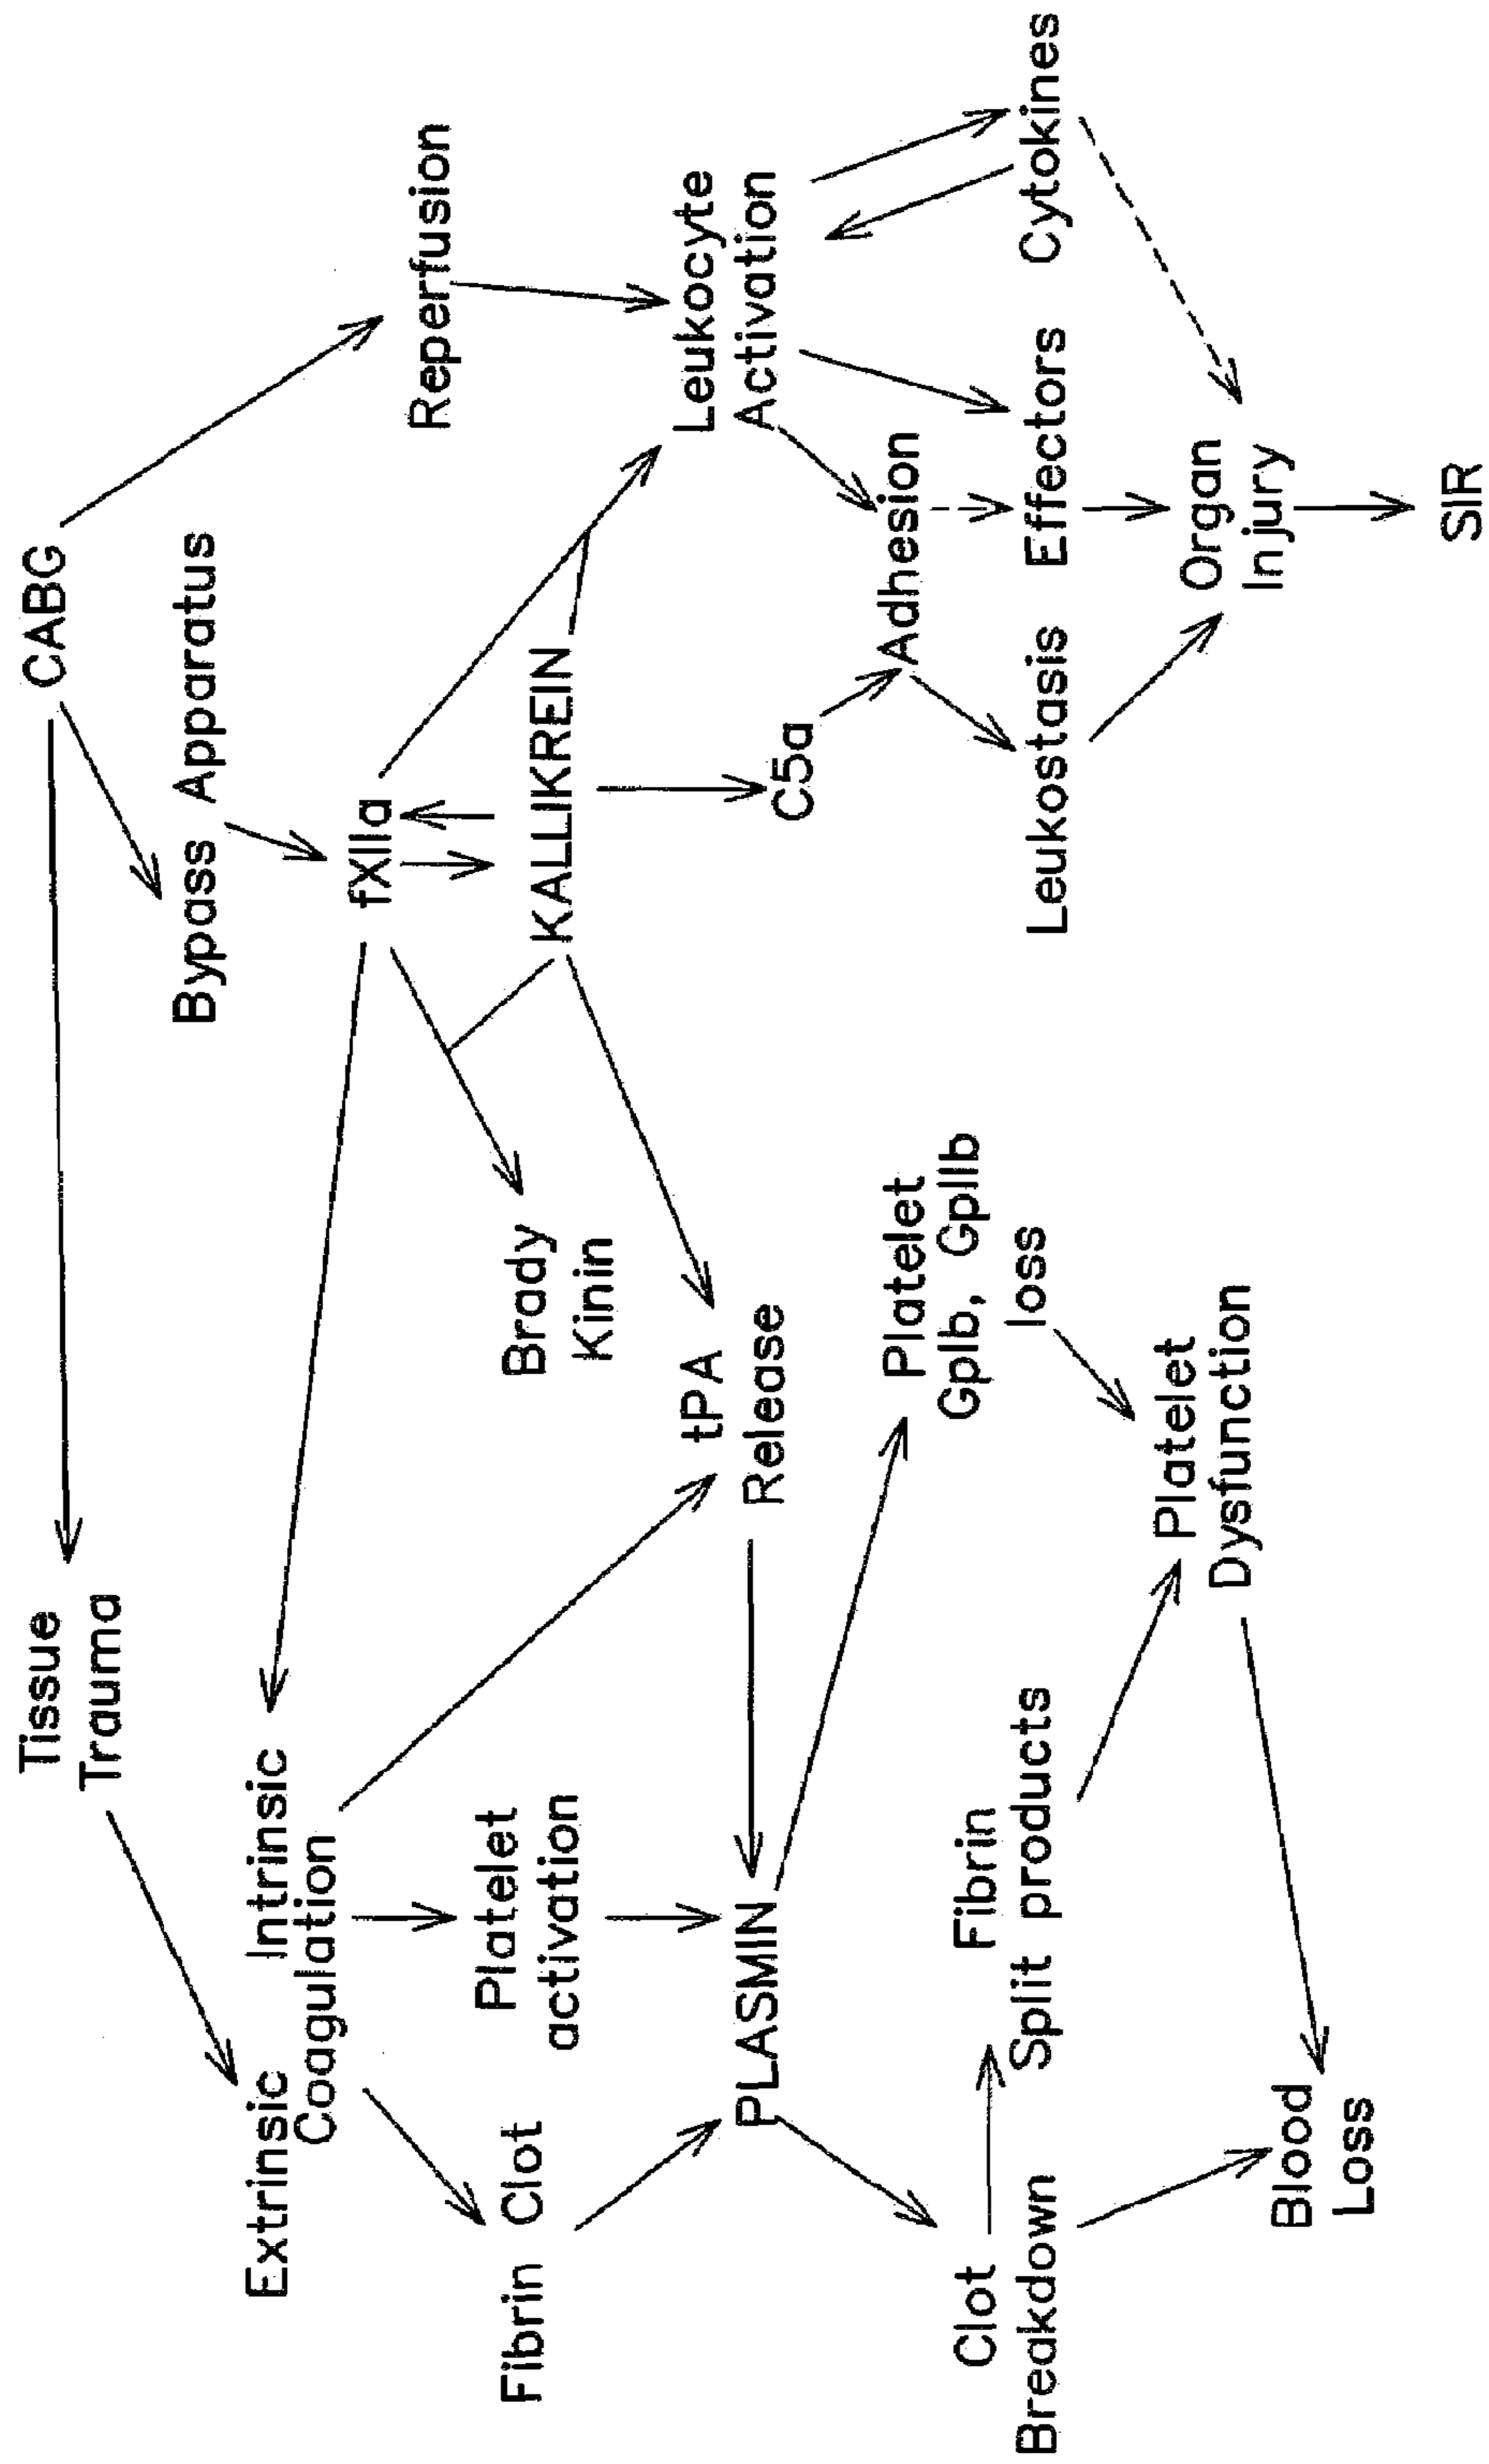 CABG
Tissue
Trauma
Bypass Apparatus
Extrinsic Intrinsic
Coagulation
fXIIa
Reperfusion
Fibrin Clot
Platelet
activation
Brady
Kinin
KALLIKREIN
tPA
Release
Leukocyte
Activation
PLASMIN
C5a
Adhesion
Platelet
GpIb, GpIIb
loss
Clot
Breakdown
Fibrin
Split products
Leukostasis
Effectors
Cytokines
Platelet
Dysfunction
Organ
Injury
Blood
Loss
SIR